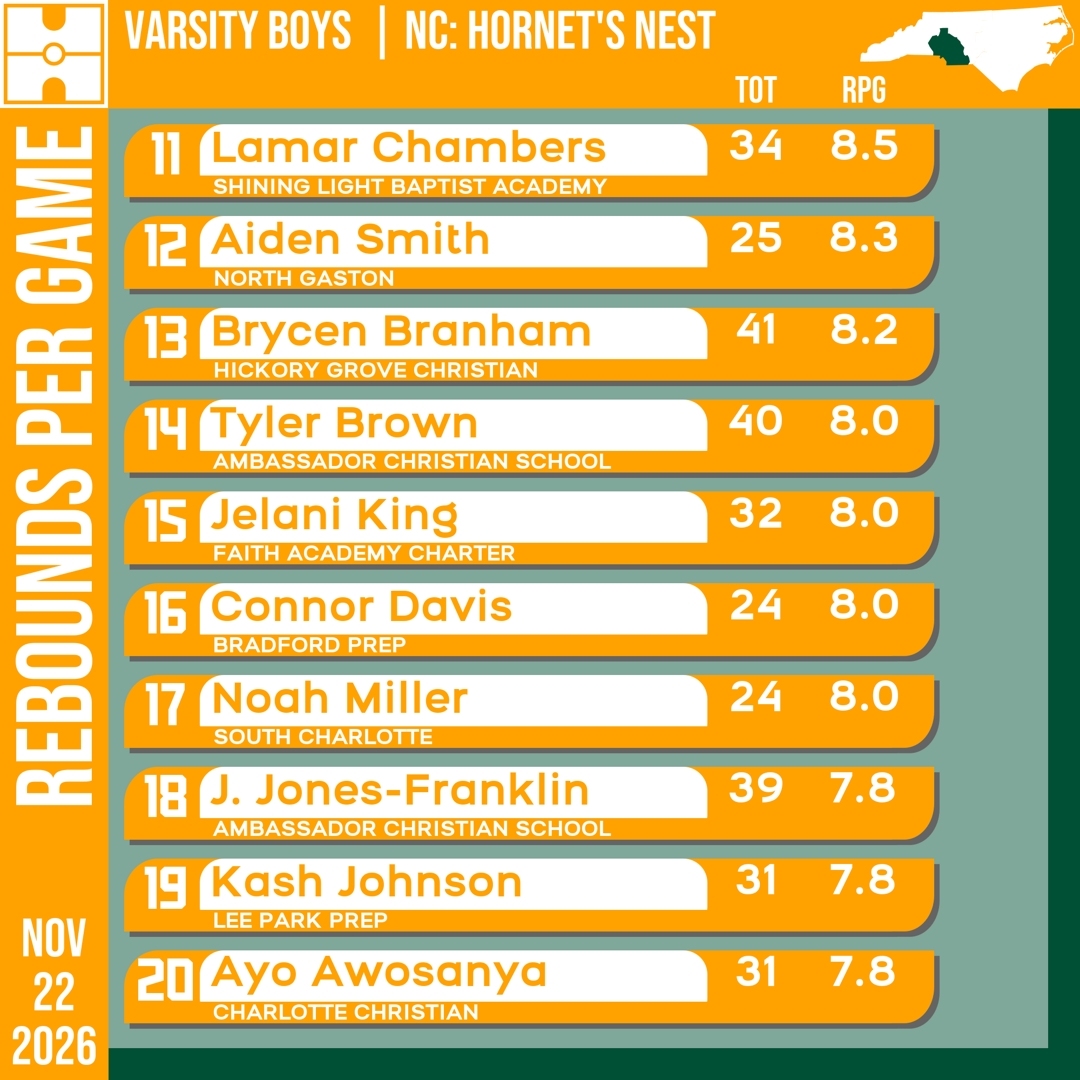 VARSITY BOYS | NC: HORNET'S NEST
TOT RPG
REBOUNDS PER GAME
11 Lamar Chambers 34 8.5
SHINING LIGHT BAPTIST ACADEMY
12 Aiden Smith 25 8.3
NORTH GASTON
13 Brycen Branham 41 8.2
HICKORY GROVE CHRISTIAN
14 Tyler Brown 40 8.0
AMBASSADOR CHRISTIAN SCHOOL
15 Jelani King 32 8.0
FAITH ACADEMY CHARTER
16 Connor Davis 24 8.0
BRADFORD PREP
17 Noah Miller 24 8.0
SOUTH CHARLOTTE
18 J. Jones-Franklin 39 7.8
AMBASSADOR CHRISTIAN SCHOOL
19 Kash Johnson 31 7.8
LEE PARK PREP
20 Ayo Awosanya 31 7.8
CHARLOTTE CHRISTIAN
NOV
22
2026